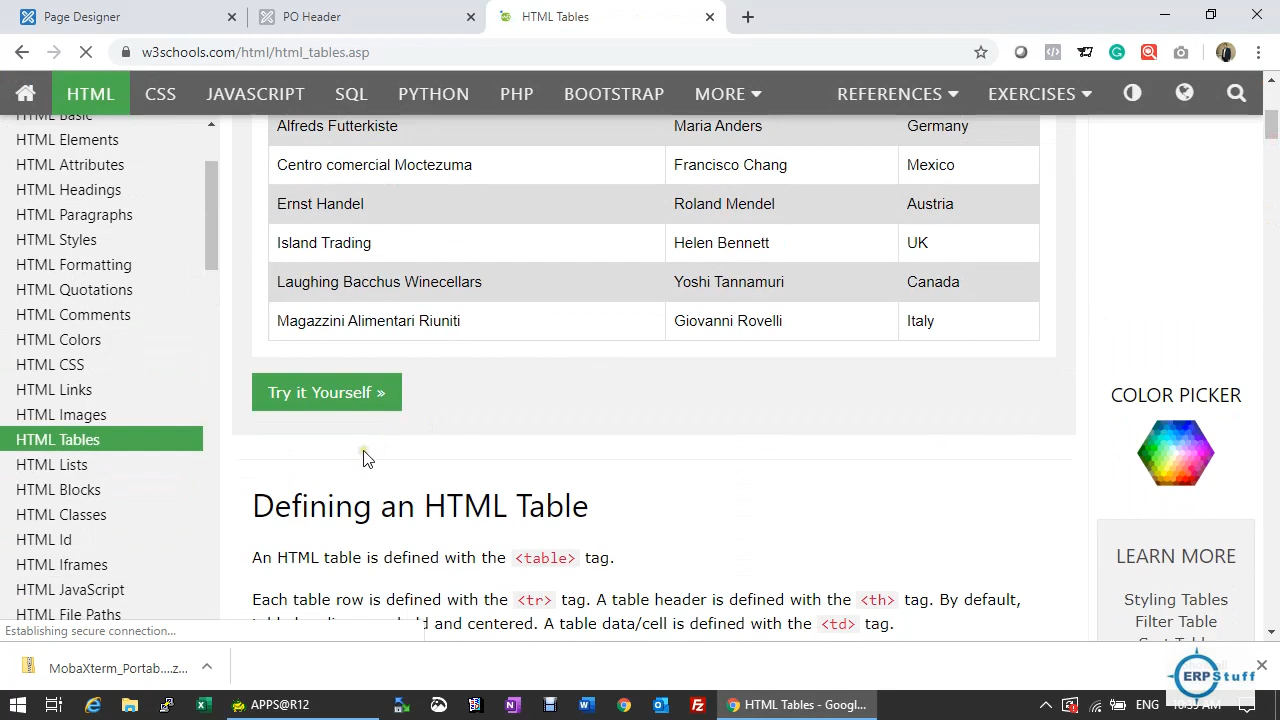 Page Designer
PO Header
HTML Tables
w3schools.com/html/html_tables.asp
HTML CSS JAVASCRIPT SQL PYTHON PHP BOOTSTRAP MORE REFERENCES EXERCISES
HTML Basic
HTML Elements
HTML Attributes
HTML Headings
HTML Paragraphs
HTML Styles
HTML Formatting
HTML Quotations
HTML Comments
HTML Colors
HTML CSS
HTML Links
HTML Images
HTML Tables
HTML Lists
HTML Blocks
HTML Classes
HTML Id
HTML Iframes
HTML JavaScript
HTML File Paths
Alfreds Futterkiste Maria Anders Germany
Centro comercial Moctezuma Francisco Chang Mexico
Ernst Handel Roland Mendel Austria
Island Trading Helen Bennett UK
Laughing Bacchus Winecellars Yoshi Tannamuri Canada
Magazzini Alimentari Riuniti Giovanni Rovelli Italy
Try it Yourself »
Defining an HTML Table
An HTML table is defined with the <table> tag.
Each table row is defined with the <tr> tag. A table header is defined with the <th> tag. By default,
and centered. A table data/cell is defined with the <td> tag.
COLOR PICKER
LEARN MORE
Styling Tables
Filter Table
Establishing secure connection...
MobaXterm_Portab....z...
ERPStuff
APPS@R12
HTML Tables - Googl...
ENG